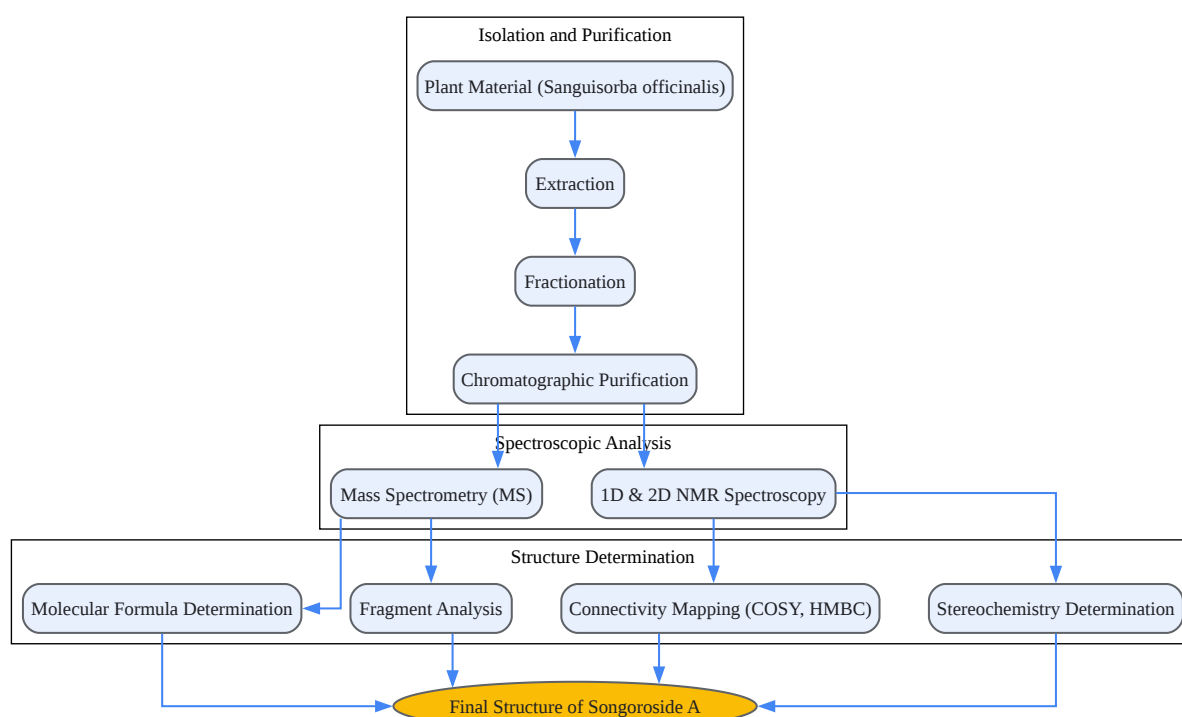 Isolation and Purification
Plant Material (Sanguisorba officinalis)
Extraction
Fractionation
Chromatographic Purification
Spectroscopic Analysis
Mass Spectrometry (MS)
1D & 2D NMR Spectroscopy
Structure Determination
Molecular Formula Determination
Fragment Analysis
Connectivity Mapping (COSY, HMBC)
Stereochemistry Determination
Final Structure of Songoroside A